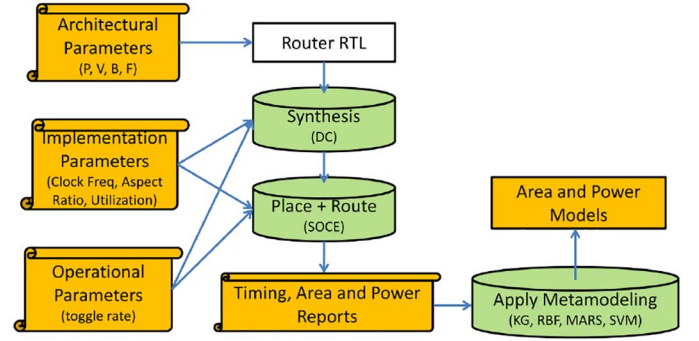 Architectural
Parameters
(P, V, B, F)
Router RTL
Synthesis
(DC)
Implementation
Parameters
(Clock Freq, Aspect
Ratio, Utilization)
Place + Route
(SOCE)
Area and Power
Models
Operational
Parameters
(toggle rate)
Timing, Area and Power
Reports
Apply Metamodeling
(KG, RBF, MARS, SVM)